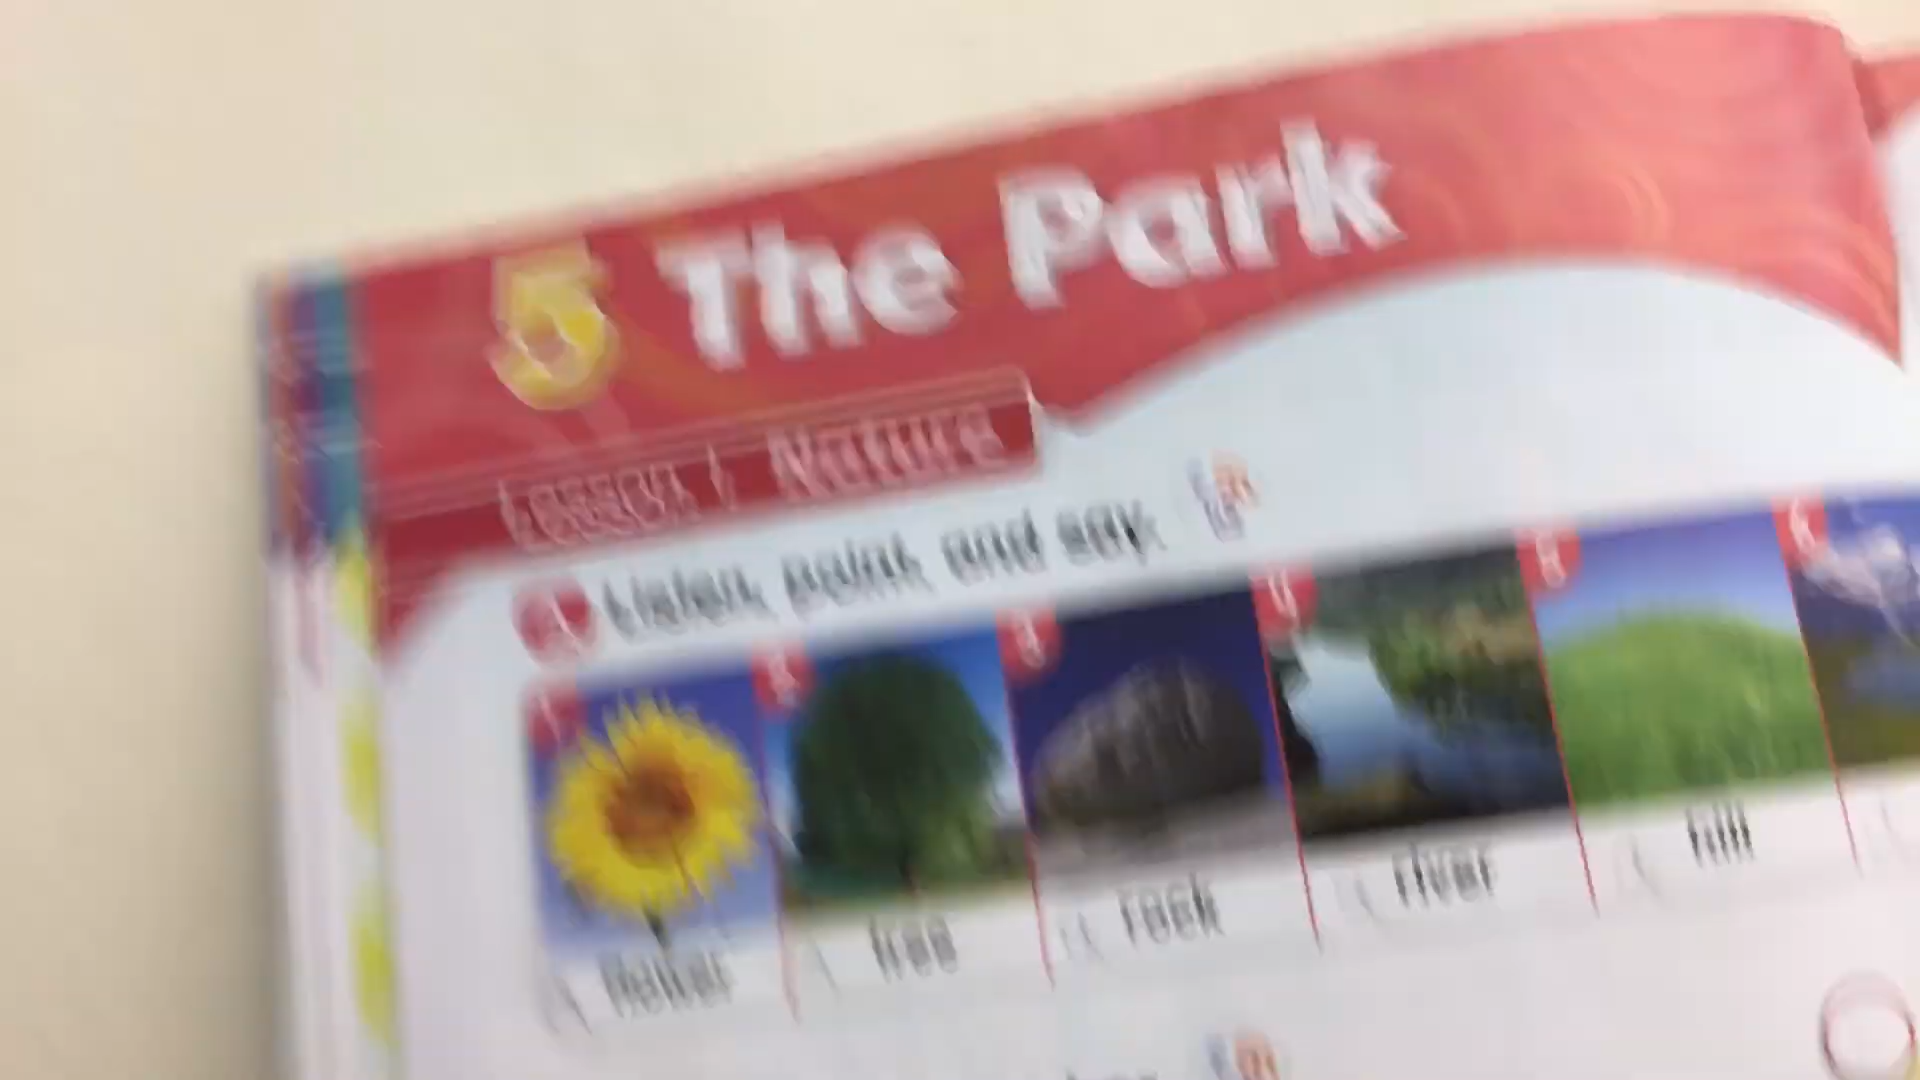 5 The Park
Lesson 1 Nature
A Listen, point, and say.
1 2 3 4 5 6
a flower a tree a rock a river a hill